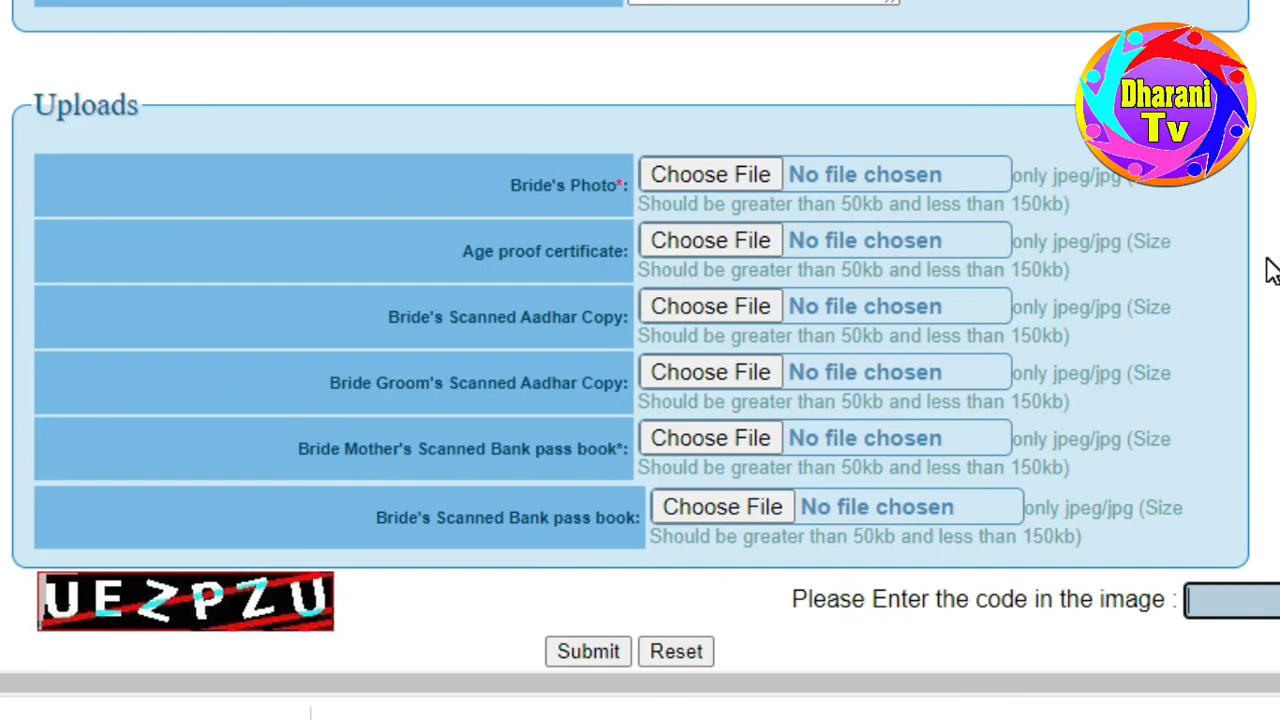 Dharani
Tv
Uploads
Bride's Photo*: Choose File No file chosen only jpeg/jpg
Should be greater than 50kb and less than 150kb)
Age proof certificate: Choose File No file chosen only jpeg/jpg (Size
Should be greater than 50kb and less than 150kb)
Bride's Scanned Aadhar Copy: Choose File No file chosen only jpeg/jpg (Size
Should be greater than 50kb and less than 150kb)
Bride Groom's Scanned Aadhar Copy: Choose File No file chosen only jpeg/jpg (Size
Should be greater than 50kb and less than 150kb)
Bride Mother's Scanned Bank pass book*: Choose File No file chosen only jpeg/jpg (Size
Should be greater than 50kb and less than 150kb)
Bride's Scanned Bank pass book: Choose File No file chosen only jpeg/jpg (Size
Should be greater than 50kb and less than 150kb)
UEZPZU Please Enter the code in the image :
Submit Reset